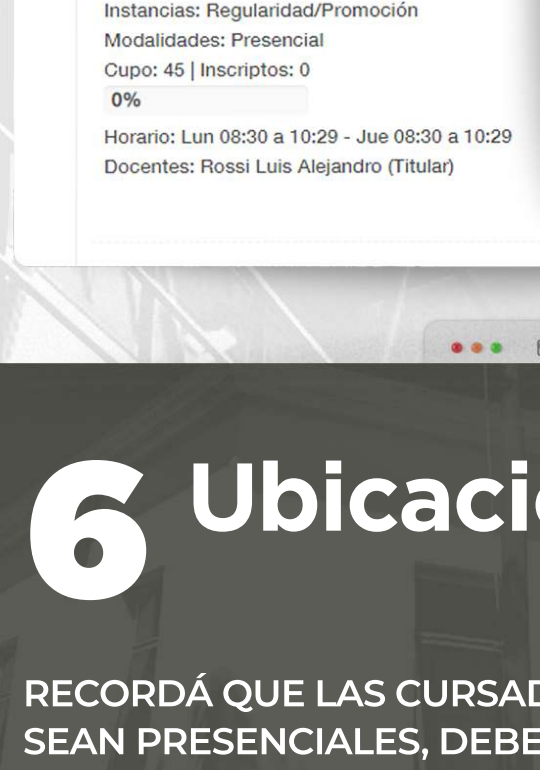 Instancias: Regularidad/Promoción
Modalidades: Presencial
Cupo: 45 | Inscriptos: 0
0%
Horario: Lun 08:30 a 10:29 - Jue 08:30 a 10:29
Docentes: Rossi Luis Alejandro (Titular)
6 Ubicaci
RECORDÁ QUE LAS CURSAD
SEAN PRESENCIALES, DEBE